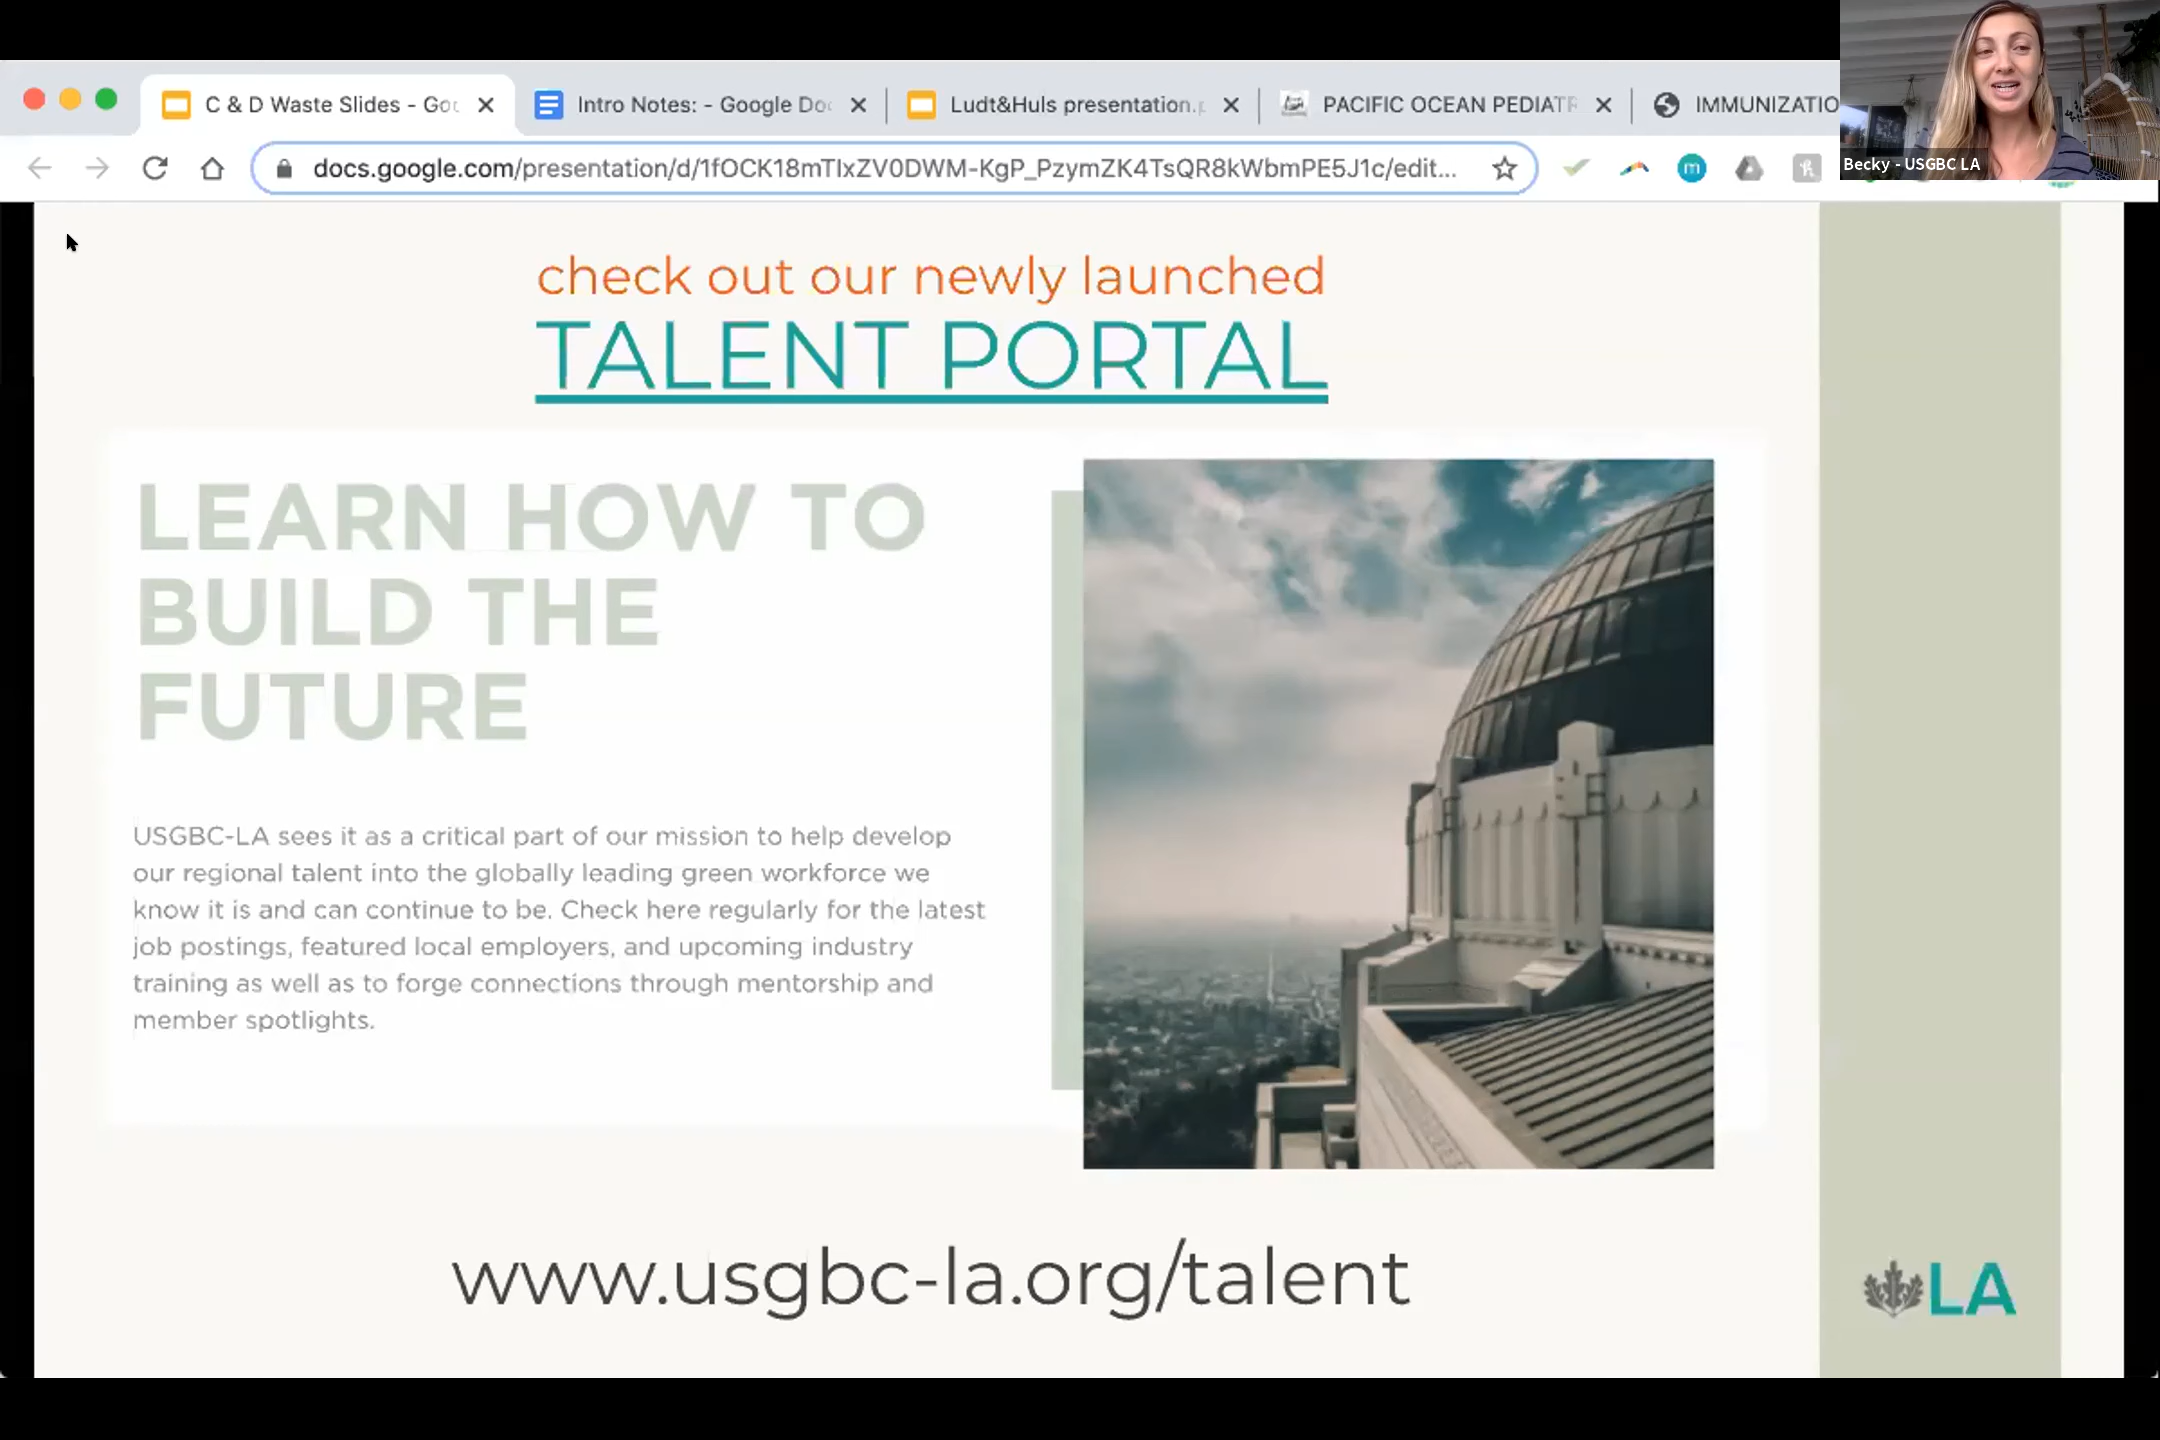 C & D Waste Slides - Go
Intro Notes: - Google Do
Ludt&Huls presentation.p
PACIFIC OCEAN PEDIATR
IMMUNIZATIO
docs.google.com/presentation/d/1fOCK18mTIxZV0DWM-KgP_PzymZK4TsQR8kWbmPE5J1c/edit...
m
Becky - USGBC LA
check out our newly launched
TALENT PORTAL
LEARN HOW TO
BUILD THE
FUTURE
USGBC-LA sees it as a critical part of our mission to help develop
our regional talent into the globally leading green workforce we
know it is and can continue to be. Check here regularly for the latest
job postings, featured local employers, and upcoming industry
training as well as to forge connections through mentorship and
member spotlights.
www.usgbc-la.org/talent
LA